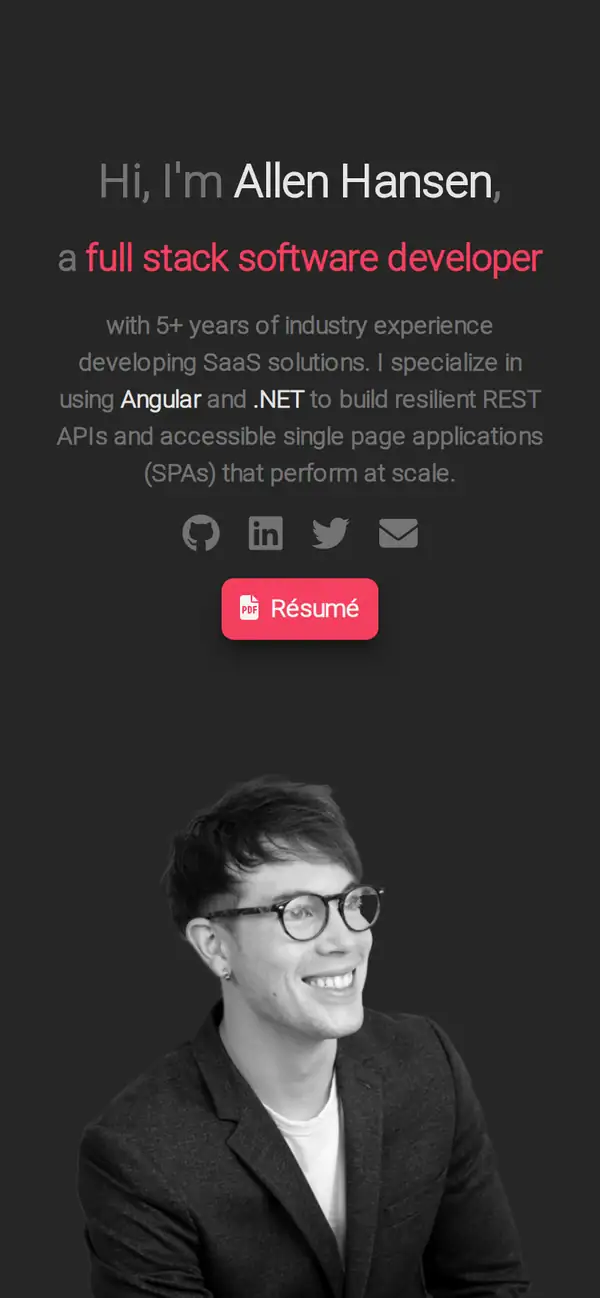 Hi, I'm Allen Hansen,
a full stack software developer
with 5+ years of industry experience
developing SaaS solutions. I specialize in
using Angular and .NET to build resilient REST
APIs and accessible single page applications
(SPAs) that perform at scale.
in
PDF Résumé